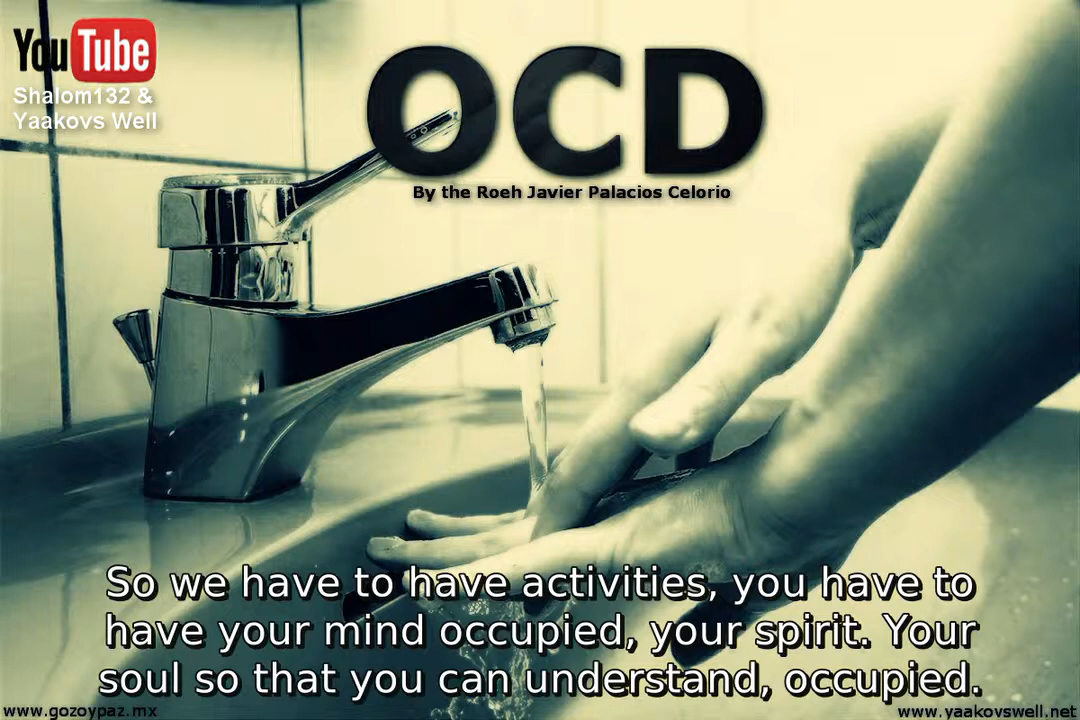 YouTube
Shalom132 &
Yaakovs Well
OCD
By the Roeh Javier Palacios Celorio
So we have to have activities, you have to
have your mind occupied, your spirit. Your
soul so that you can understand, occupied.
www.gozoypaz.mx
www.yaakovswell.net